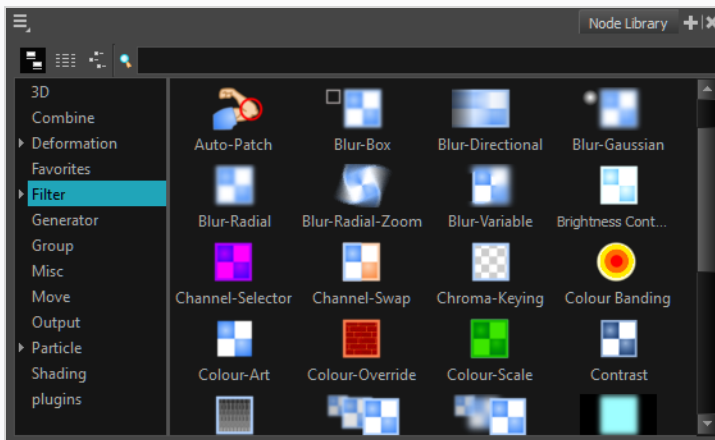 Node Library
3D
Combine
Deformation
Favorites
Filter
Generator
Group
Misc
Move
Output
Particle
Shading
plugins
Auto-Patch Blur-Box Blur-Directional Blur-Gaussian
Blur-Radial Blur-Radial-Zoom Blur-Variable Brightness Cont...
Channel-Selector Channel-Swap Chroma-Keying Colour Banding
Colour-Art Colour-Override Colour-Scale Contrast